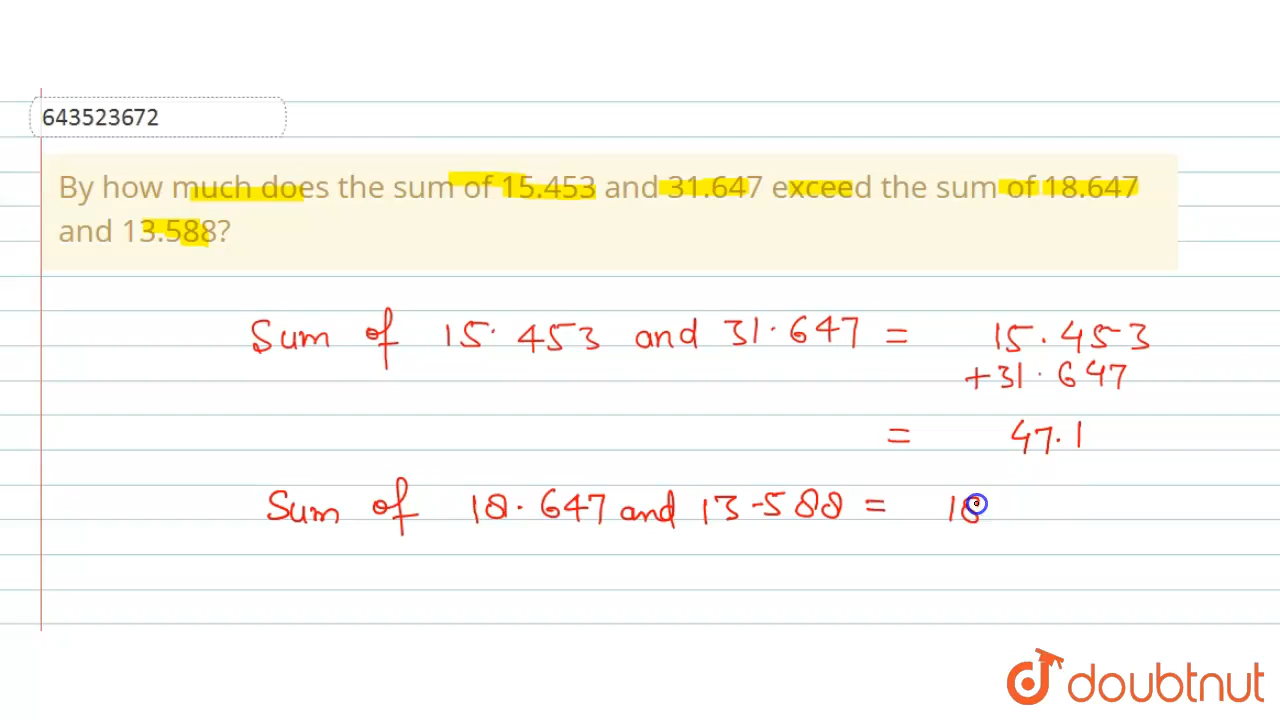 643523672
By how much does the sum of 15.453 and 31.647 exceed the sum of 18.647
and 13.588?
Sum of 15.453 and 31.647 = 15.453
+31.647
= 47.1
Sum of 18.647 and 13.588 = 18
doubtnut